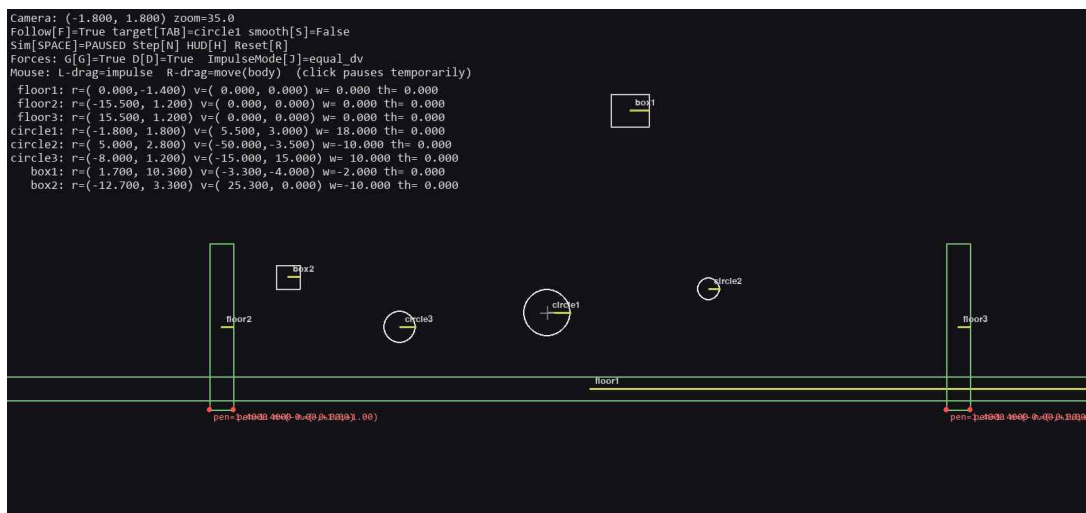 Camera: (-1.800, 1.800) zoom=35.0
Follow[F]=True target[TAB]=circle1 smooth[S]=False
Sim[SPACE]=PAUSED Step[N] HUD[H] Reset[R]
Forces: G[G]=True D[D]=True  ImpulseMode[J]=equal_dv
Mouse: L-drag=impulse  R-drag=move(body)  (click pauses temporarily)
floor1: r=( 0.000,-1.400) v=( 0.000, 0.000) w= 0.000 th= 0.000
floor2: r=(-15.500, 1.200) v=( 0.000, 0.000) w= 0.000 th= 0.000
floor3: r=( 15.500, 1.200) v=( 0.000, 0.000) w= 0.000 th= 0.000
circle1: r=(-1.800, 1.800) v=( 5.500, 3.000) w= 18.000 th= 0.000
circle2: r=( 5.000, 2.800) v=(-50.000,-3.500) w=-10.000 th= 0.000
circle3: r=(-8.000, 1.200) v=(-15.000, 15.000) w= 10.000 th= 0.000
box1: r=( 1.700, 10.300) v=(-3.300,-4.000) w=-2.000 th= 0.000
box2: r=(-12.700, 3.300) v=( 25.300, 0.000) w=-10.000 th= 0.000
box1
box2
circle2
circle1
floor2
circle3
floor3
floor1